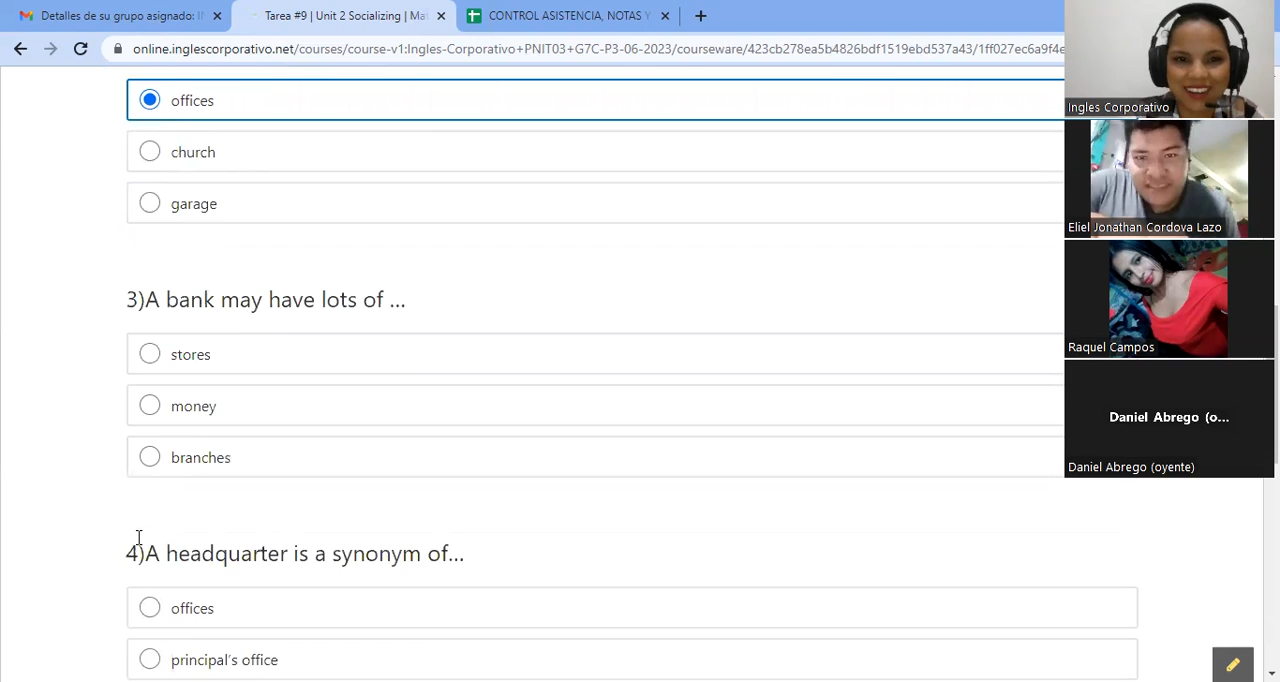 Detalles de su grupo asignado: I
Tarea #9 | Unit 2 Socializing | Mat
CONTROL ASISTENCIA, NOTAS Y
online.inglescorporativo.net/courses/course-v1:Ingles-Corporativo+PNIT03+G7C-P3-06-2023/courseware/423cb278ea5b4826bdf1519ebd537a43/1ff027ec6a9f4e
offices
church
garage
3)A bank may have lots of ...
stores
money
branches
4)A headquarter is a synonym of...
offices
principal's office
Ingles Corporativo
Eliel Jonathan Cordova Lazo
Raquel Campos
Daniel Abrego (o...
Daniel Abrego (oyente)